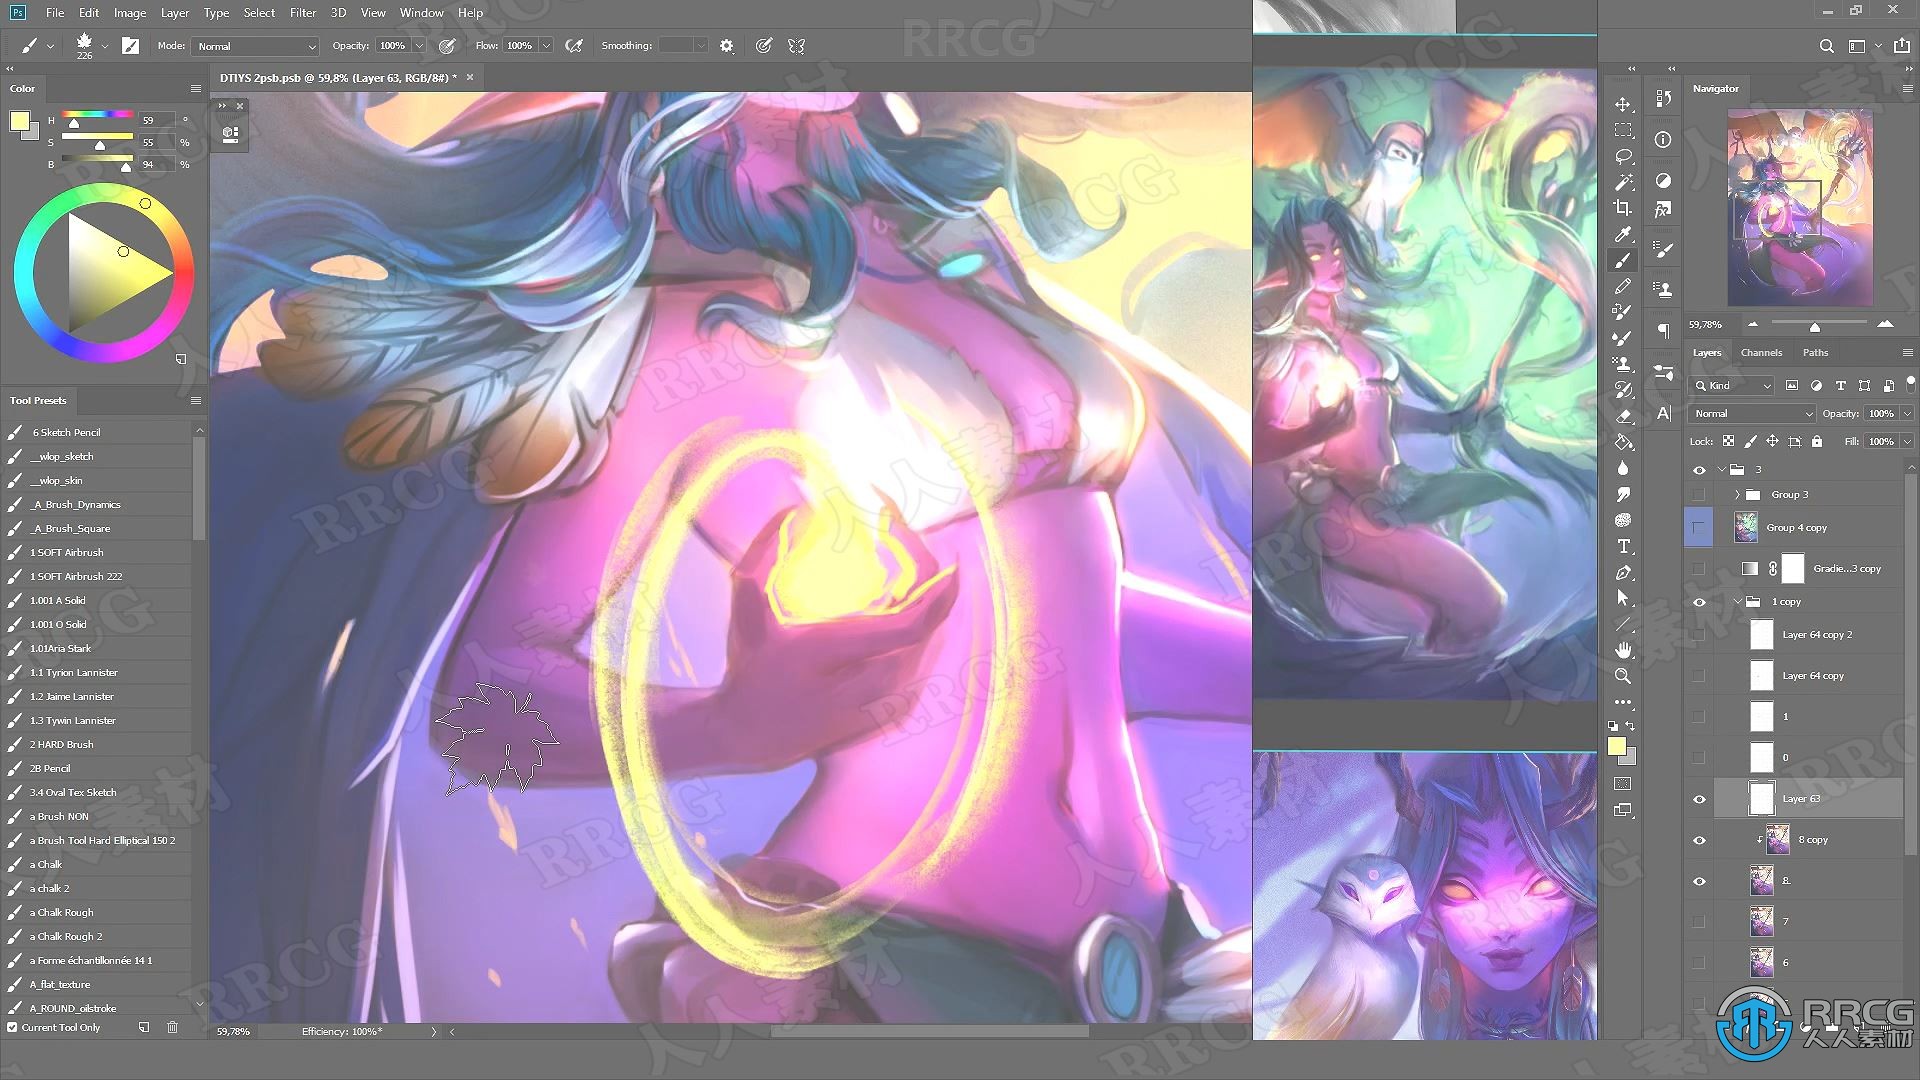 Ps File Edit Image Layer Type Select Filter 3D View Window Help
226 Mode: Normal Opacity: 100% Flow: 100% Smoothing:
RRCG
Color
DTIYS 2psb.psb @ 59,8% (Layer 63, RGB/8#) * ×
H 59 °
S 55 %
B 94 %
Tool Presets
6 Sketch Pencil
__wlop_sketch
__wlop_skin
_A_Brush_Dynamics
_A_Brush_Square
1 SOFT Airbrush
1 SOFT Airbrush 222
1.001 A Solid
1.001 O Solid
1.01Aria Stark
1.1 Tyrion Lannister
1.2 Jaime Lannister
1.3 Tywin Lannister
2 HARD Brush
2B Pencil
3.4 Oval Tex Sketch
a Brush NON
a Brush Tool Hard Elliptical 150 2
a Chalk
a chalk 2
a Chalk Rough
a Chalk Rough 2
a Forme échantillonnée 14 1
A_flat_texture
A_ROUND_oilstroke
Current Tool Only
59,78% Efficiency: 100%*
Navigator
59,78%
Layers Channels Paths
Kind
Normal Opacity: 100%
Lock: Fill: 100%
3
Group 3
Group 4 copy
Gradie...3 copy
1 copy
Layer 64 copy 2
Layer 64 copy
1
0
Layer 63
8 copy
8
7
6
RRCG
人人素材